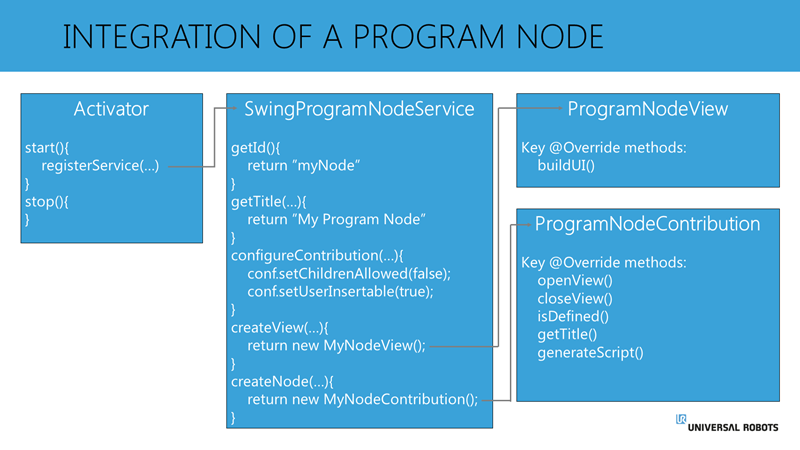 INTEGRATION OF A PROGRAM NODE
Activator
start(){
registerService(...)
}
stop(){
}
SwingProgramNodeService
getId(){
return "myNode"
}
getTitle(...){
return "My Program Node"
}
configureContribution(...){
conf.setChildrenAllowed(false);
conf.setUserInsertable(true);
}
createView(...){
return new MyNodeView();
}
createNode(...){
return new MyNodeContribution();
}
ProgramNodeView
Key @Override methods:
buildUI()
ProgramNodeContribution
Key @Override methods:
openView()
closeView()
isDefined()
getTitle()
generateScript()
UR
UNIVERSAL ROBOTS